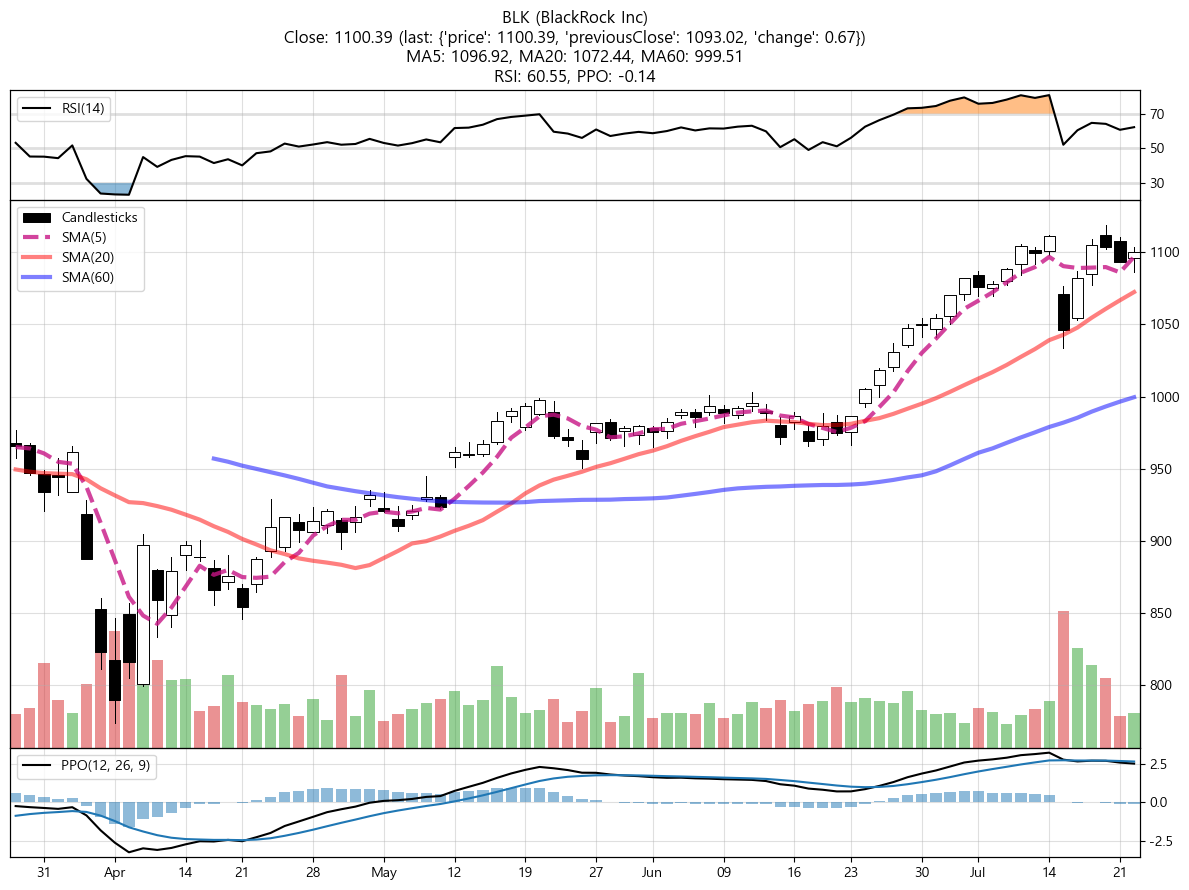 BLK (BlackRock Inc)
Close: 1100.39 (last: {'price': 1100.39, 'previousClose': 1093.02, 'change': 0.67})
MA5: 1096.92, MA20: 1072.44, MA60: 999.51
RSI: 60.55, PPO: -0.14
RSI(14)
70
50
30
Candlesticks
SMA(5)
SMA(20)
SMA(60)
1100
1050
1000
950
900
850
800
PPO(12, 26, 9)
2.5
0.0
-2.5
31 Apr 14 21 28 May 12 19 27 Jun 09 16 23 30 Jul 14 21